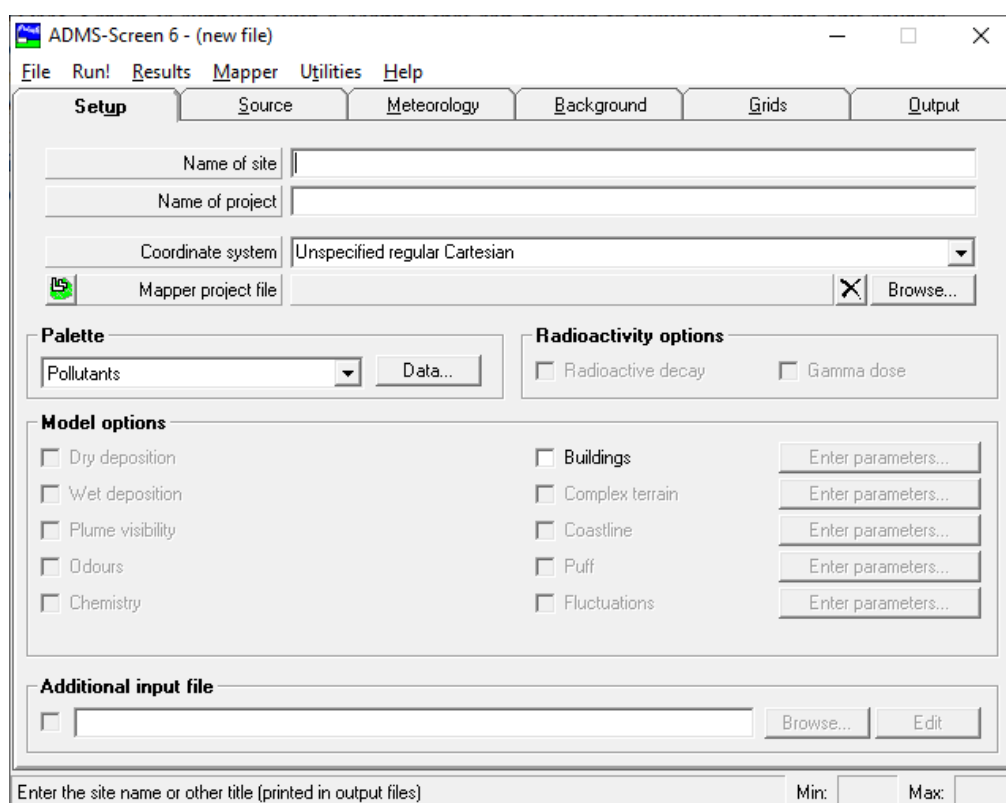 ADMS-Screen 6 - (new file)
File Run! Results Mapper Utilities Help
Setup Source Meteorology Background Grids Output
Name of site
Name of project
Coordinate system Unspecified regular Cartesian
Mapper project file Browse...
Palette Radioactivity options
Pollutants Data... Radioactive decay Gamma dose
Model options
Dry deposition Buildings Enter parameters...
Wet deposition Complex terrain Enter parameters...
Plume visibility Coastline Enter parameters...
Odours Puff Enter parameters...
Chemistry Fluctuations Enter parameters...
Additional input file
Browse... Edit
Enter the site name or other title (printed in output files) Min: Max: